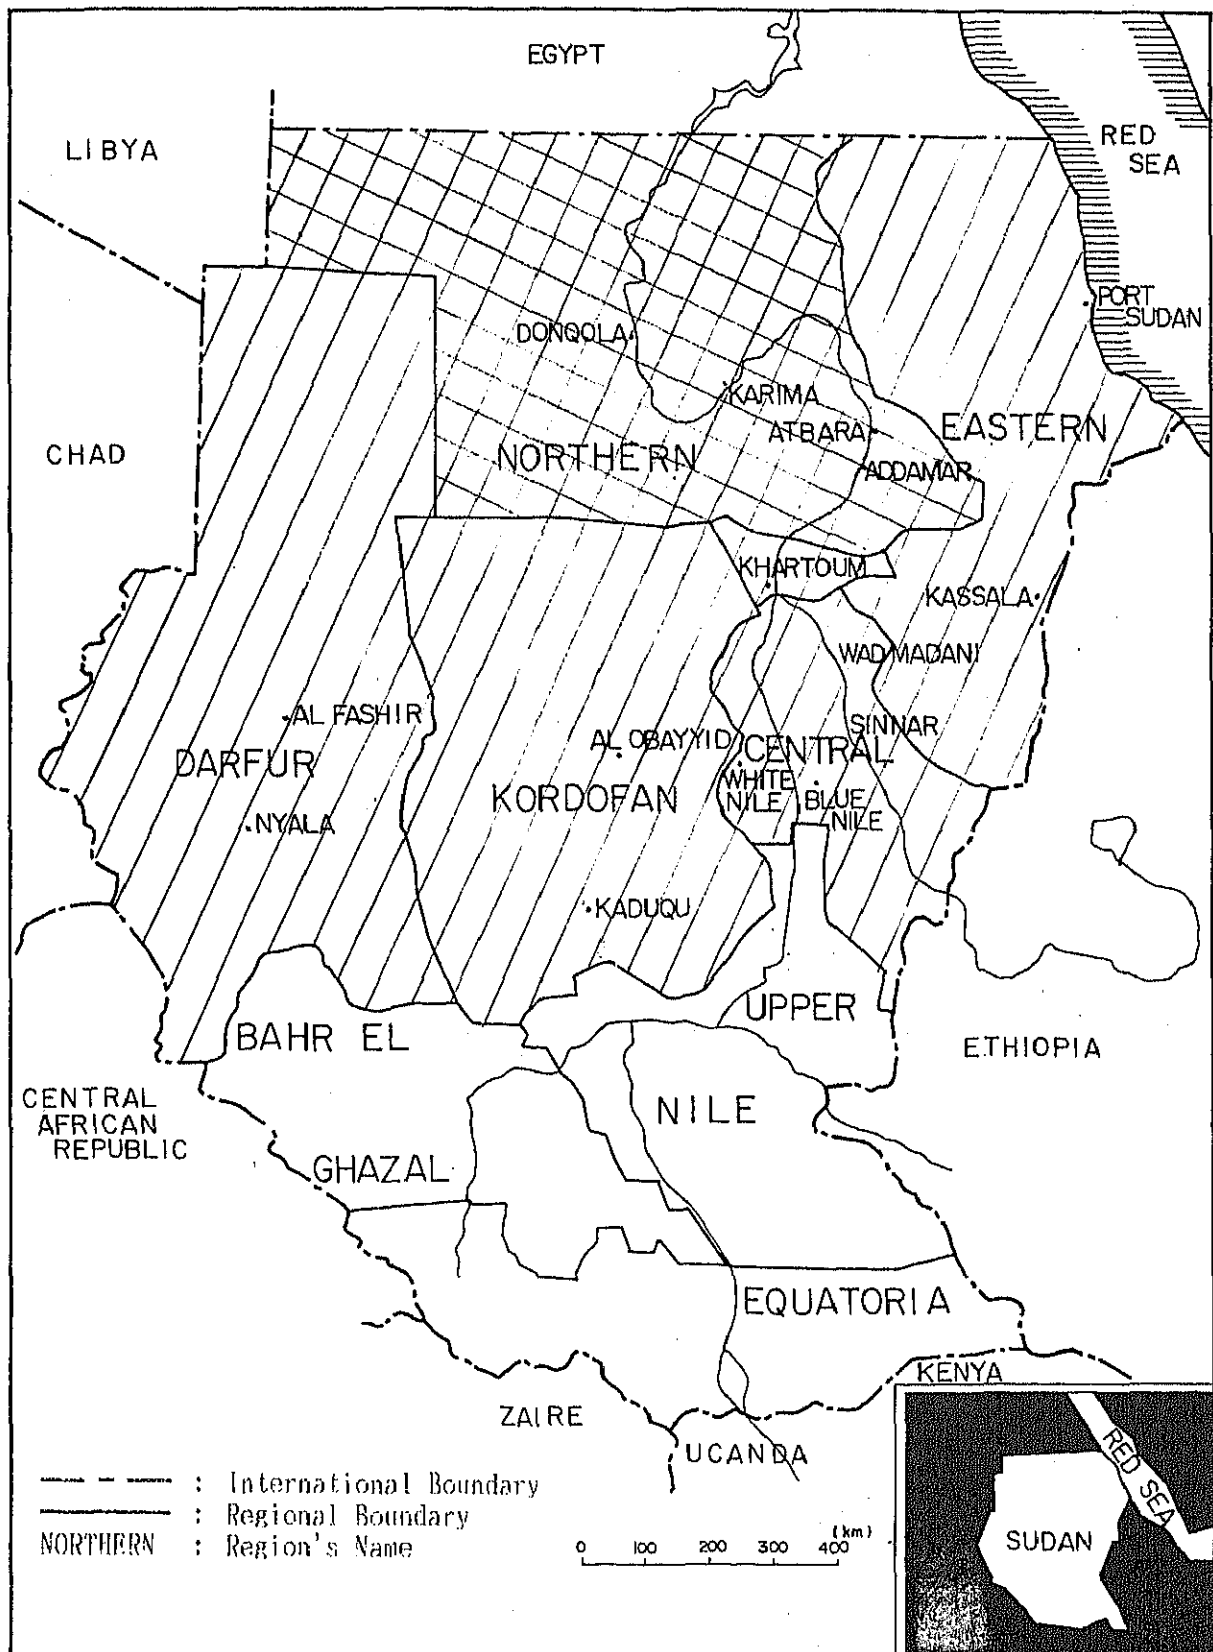 EGYPT
LIBYA
RED
SEA
PORT
SUDAN
DONQOLA
KARIMA
ATBARA
EASTERN
CHAD
NORTHERN
ADDAMAR
KHARTOUM
KASSALA
WAD MADANI
AL FASHIR
SINNAR
AL OBAYYID
CENTRAL
DARFUR
WHITE
NILE
KORDOFAN
BLUE
NILE
NYALA
KADUQU
UPPER
BAHR EL
ETHIOPIA
CENTRAL
AFRICAN
REPUBLIC
NILE
GHAZAL
EQUATORIA
KENYA
ZAIRE
UCANDA
RED SEA
SUDAN
: International Boundary
: Regional Boundary
NORTHERN : Region's Name
(km)
0 100 200 300 400